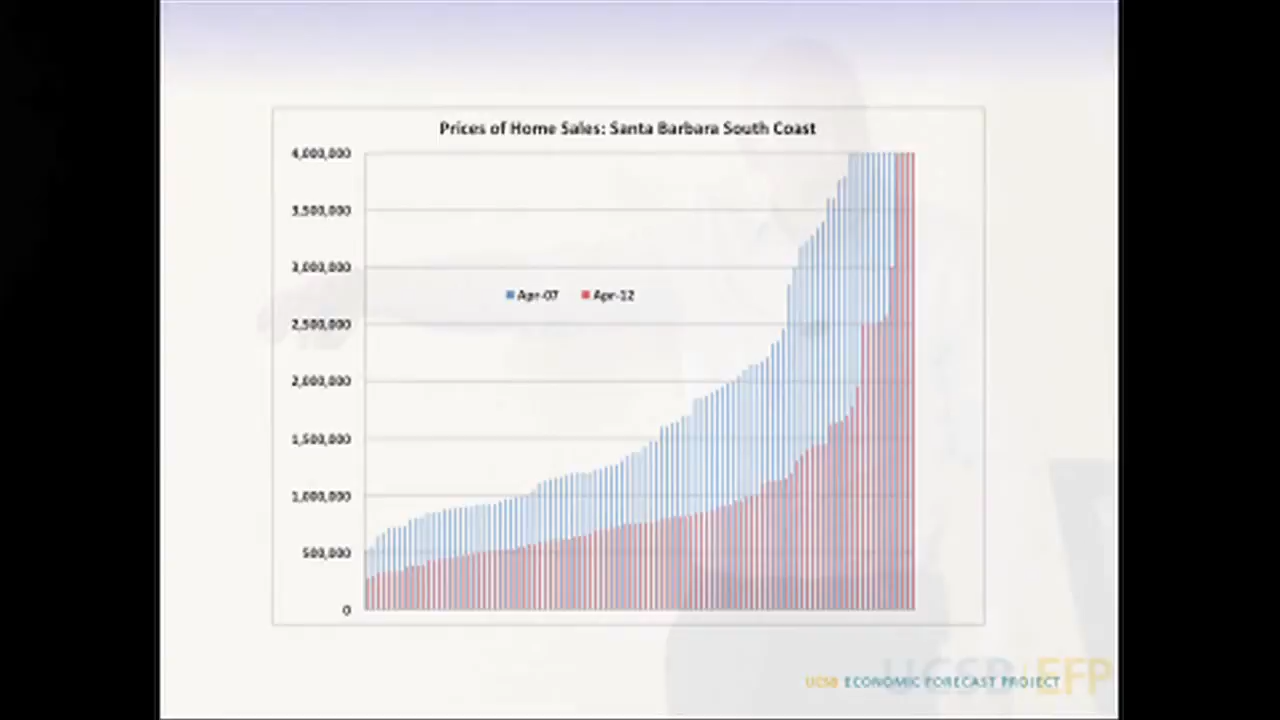 Prices of Home Sales: Santa Barbara South Coast
4,000,000
3,500,000
3,000,000
Apr-07 Apr-12
2,500,000
2,000,000
1,500,000
1,000,000
500,000
0
UCSB EFP
UCSB ECONOMIC FORECAST PROJECT